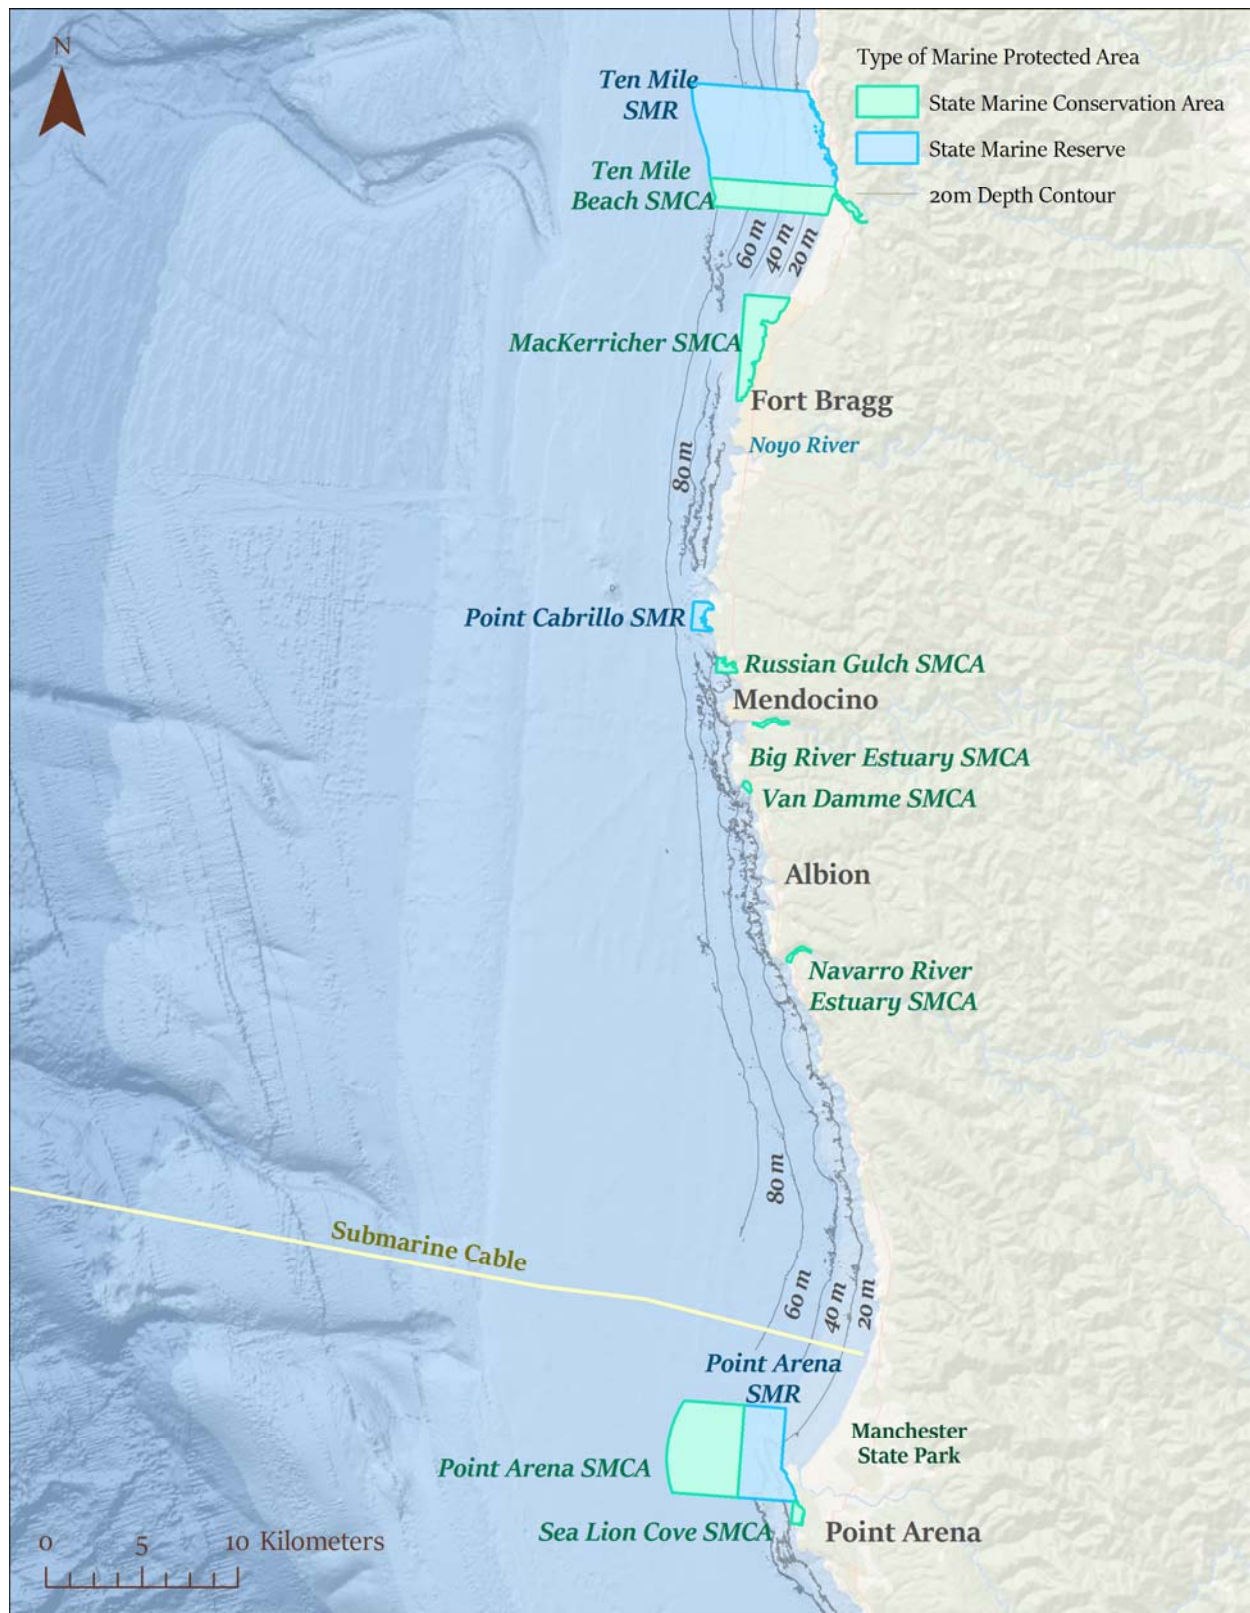 N
Type of Marine Protected Area
State Marine Conservation Area
State Marine Reserve
20m Depth Contour
Ten Mile
SMR
Ten Mile
Beach SMCA
60 m
40 m
20 m
MacKerricher SMCA
Fort Bragg
Noyo River
80 m
Point Cabrillo SMR
Russian Gulch SMCA
Mendocino
Big River Estuary SMCA
Van Damme SMCA
Albion
Navarro River
Estuary SMCA
80 m
Submarine Cable
60 m
40 m
20 m
Point Arena
SMR
Manchester
State Park
Point Arena SMCA
Sea Lion Cove SMCA
Point Arena
0 5 10 Kilometers